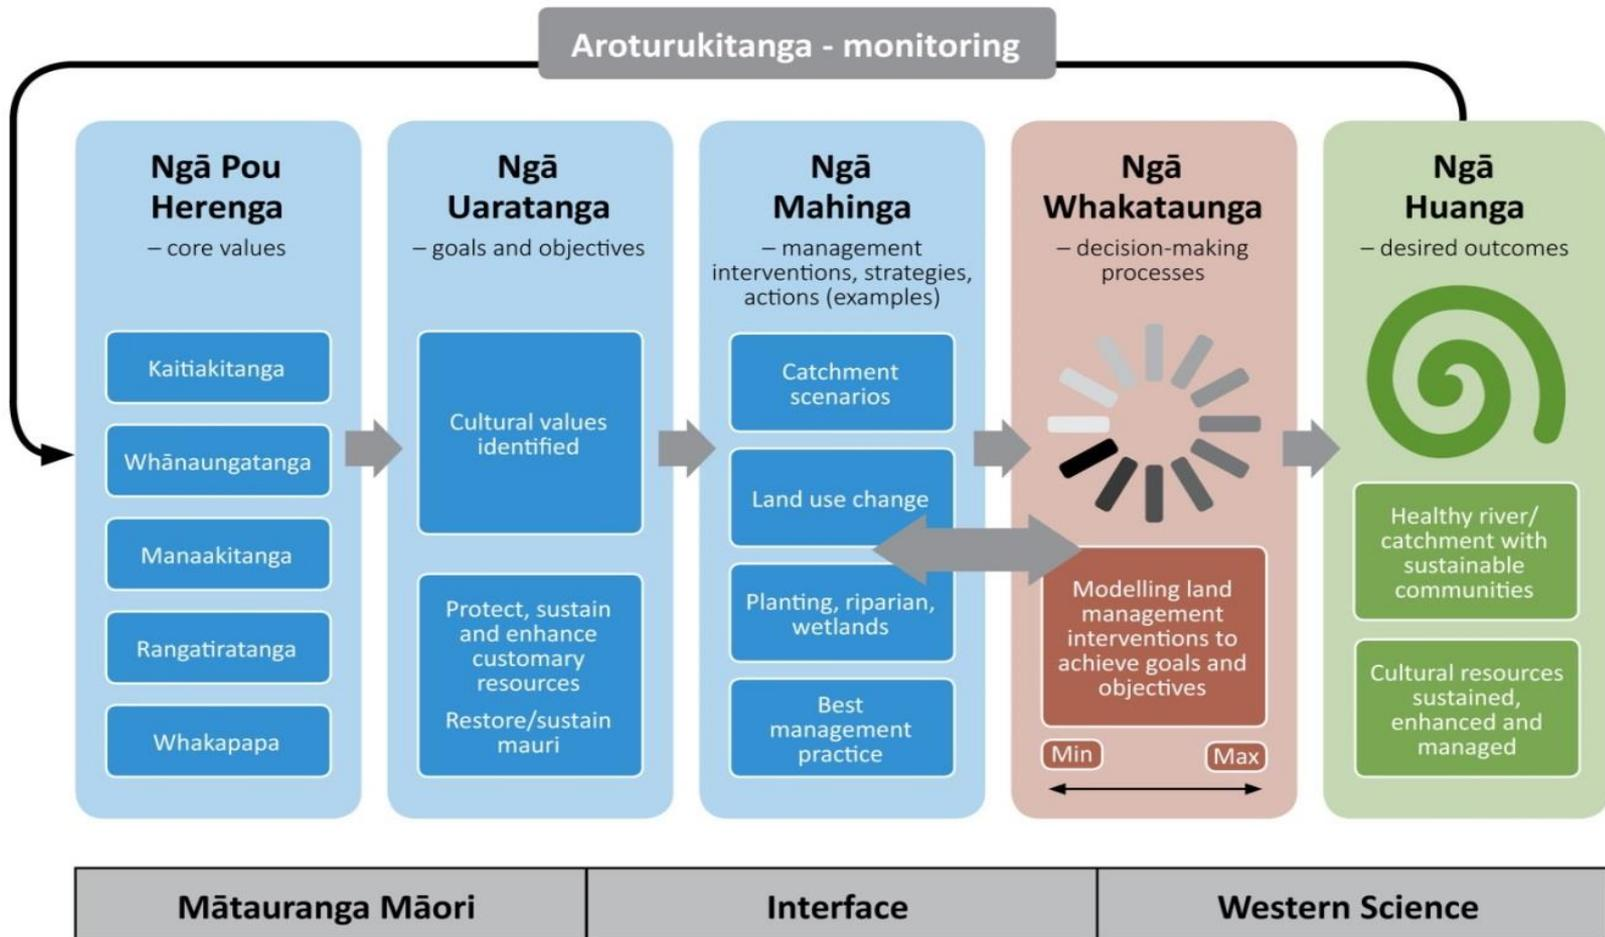 Aroturukitanga - monitoring
Ngā Pou
Herenga
– core values
Kaitiakitanga
Whānaungatanga
Manaakitanga
Rangatiratanga
Whakapapa
Ngā
Uaratanga
– goals and objectives
Cultural values
identified
Protect, sustain
and enhance
customary
resources
Restore/sustain
mauri
Ngā
Mahinga
– management
interventions, strategies,
actions (examples)
Catchment
scenarios
Land use change
Planting, riparian,
wetlands
Best
management
practice
Ngā
Whakataunga
– decision-making
processes
Modelling land
management
interventions to
achieve goals and
objectives
Min
Max
Ngā
Huanga
– desired outcomes
Healthy river/
catchment with
sustainable
communities
Cultural resources
sustained,
enhanced and
managed
Mātauranga Māori
Interface
Western Science